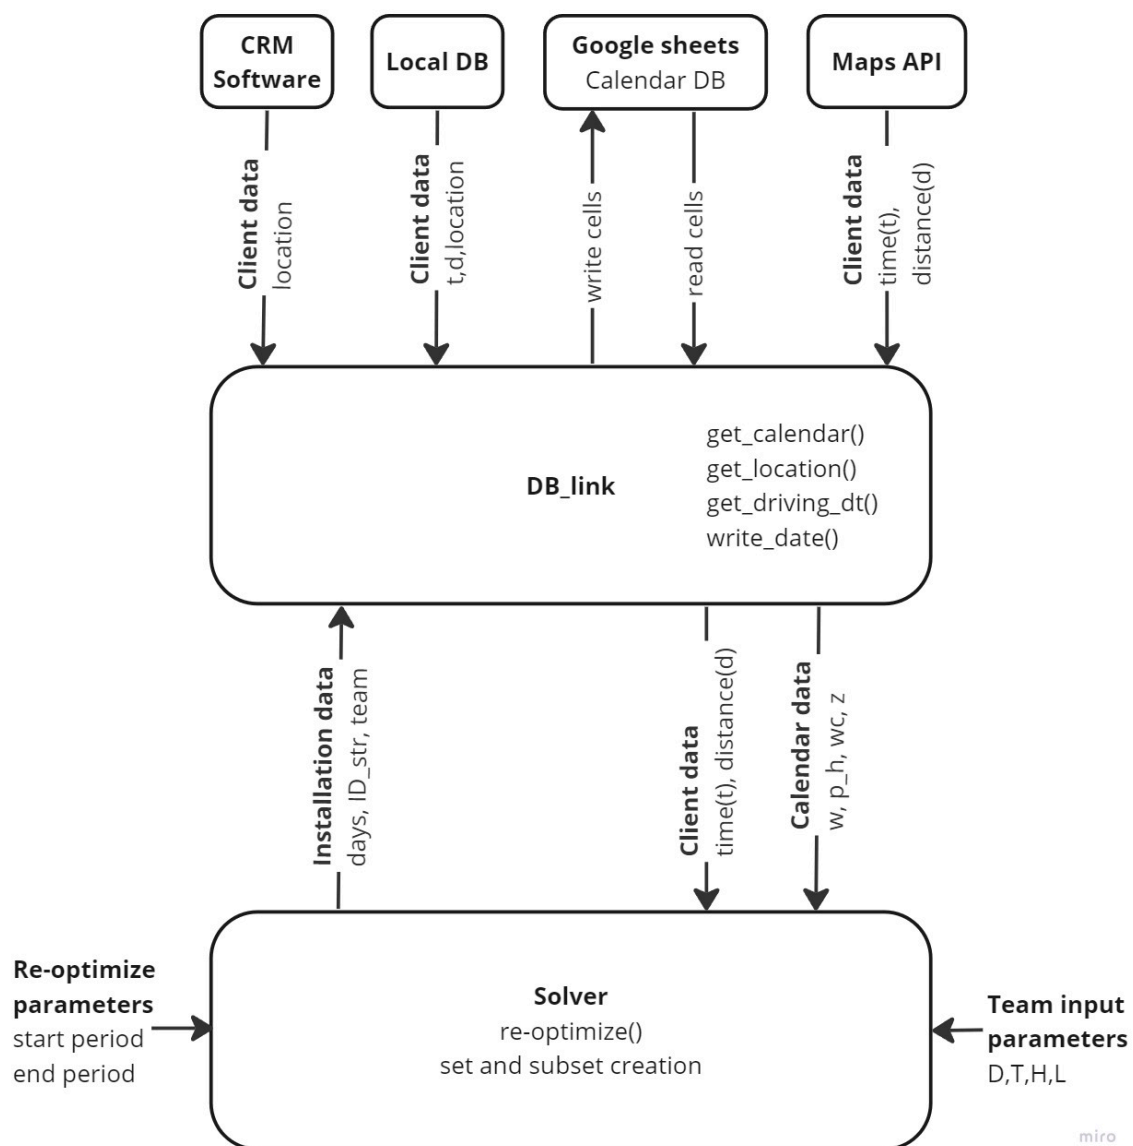 CRM
Software
Local DB
Google sheets
Calendar DB
Maps API
Client data
location
Client data
t,d,location
write cells
read cells
Client data
time(t),
distance(d)
DB_link
get_calendar()
get_location()
get_driving_dt()
write_date()
Installation data
days, ID_str, team
Client data
time(t), distance(d)
Calendar data
w, p_h, wc, z
Re-optimize
parameters
start period
end period
Solver
re-optimize()
set and subset creation
Team input
parameters
D,T,H,L
miro